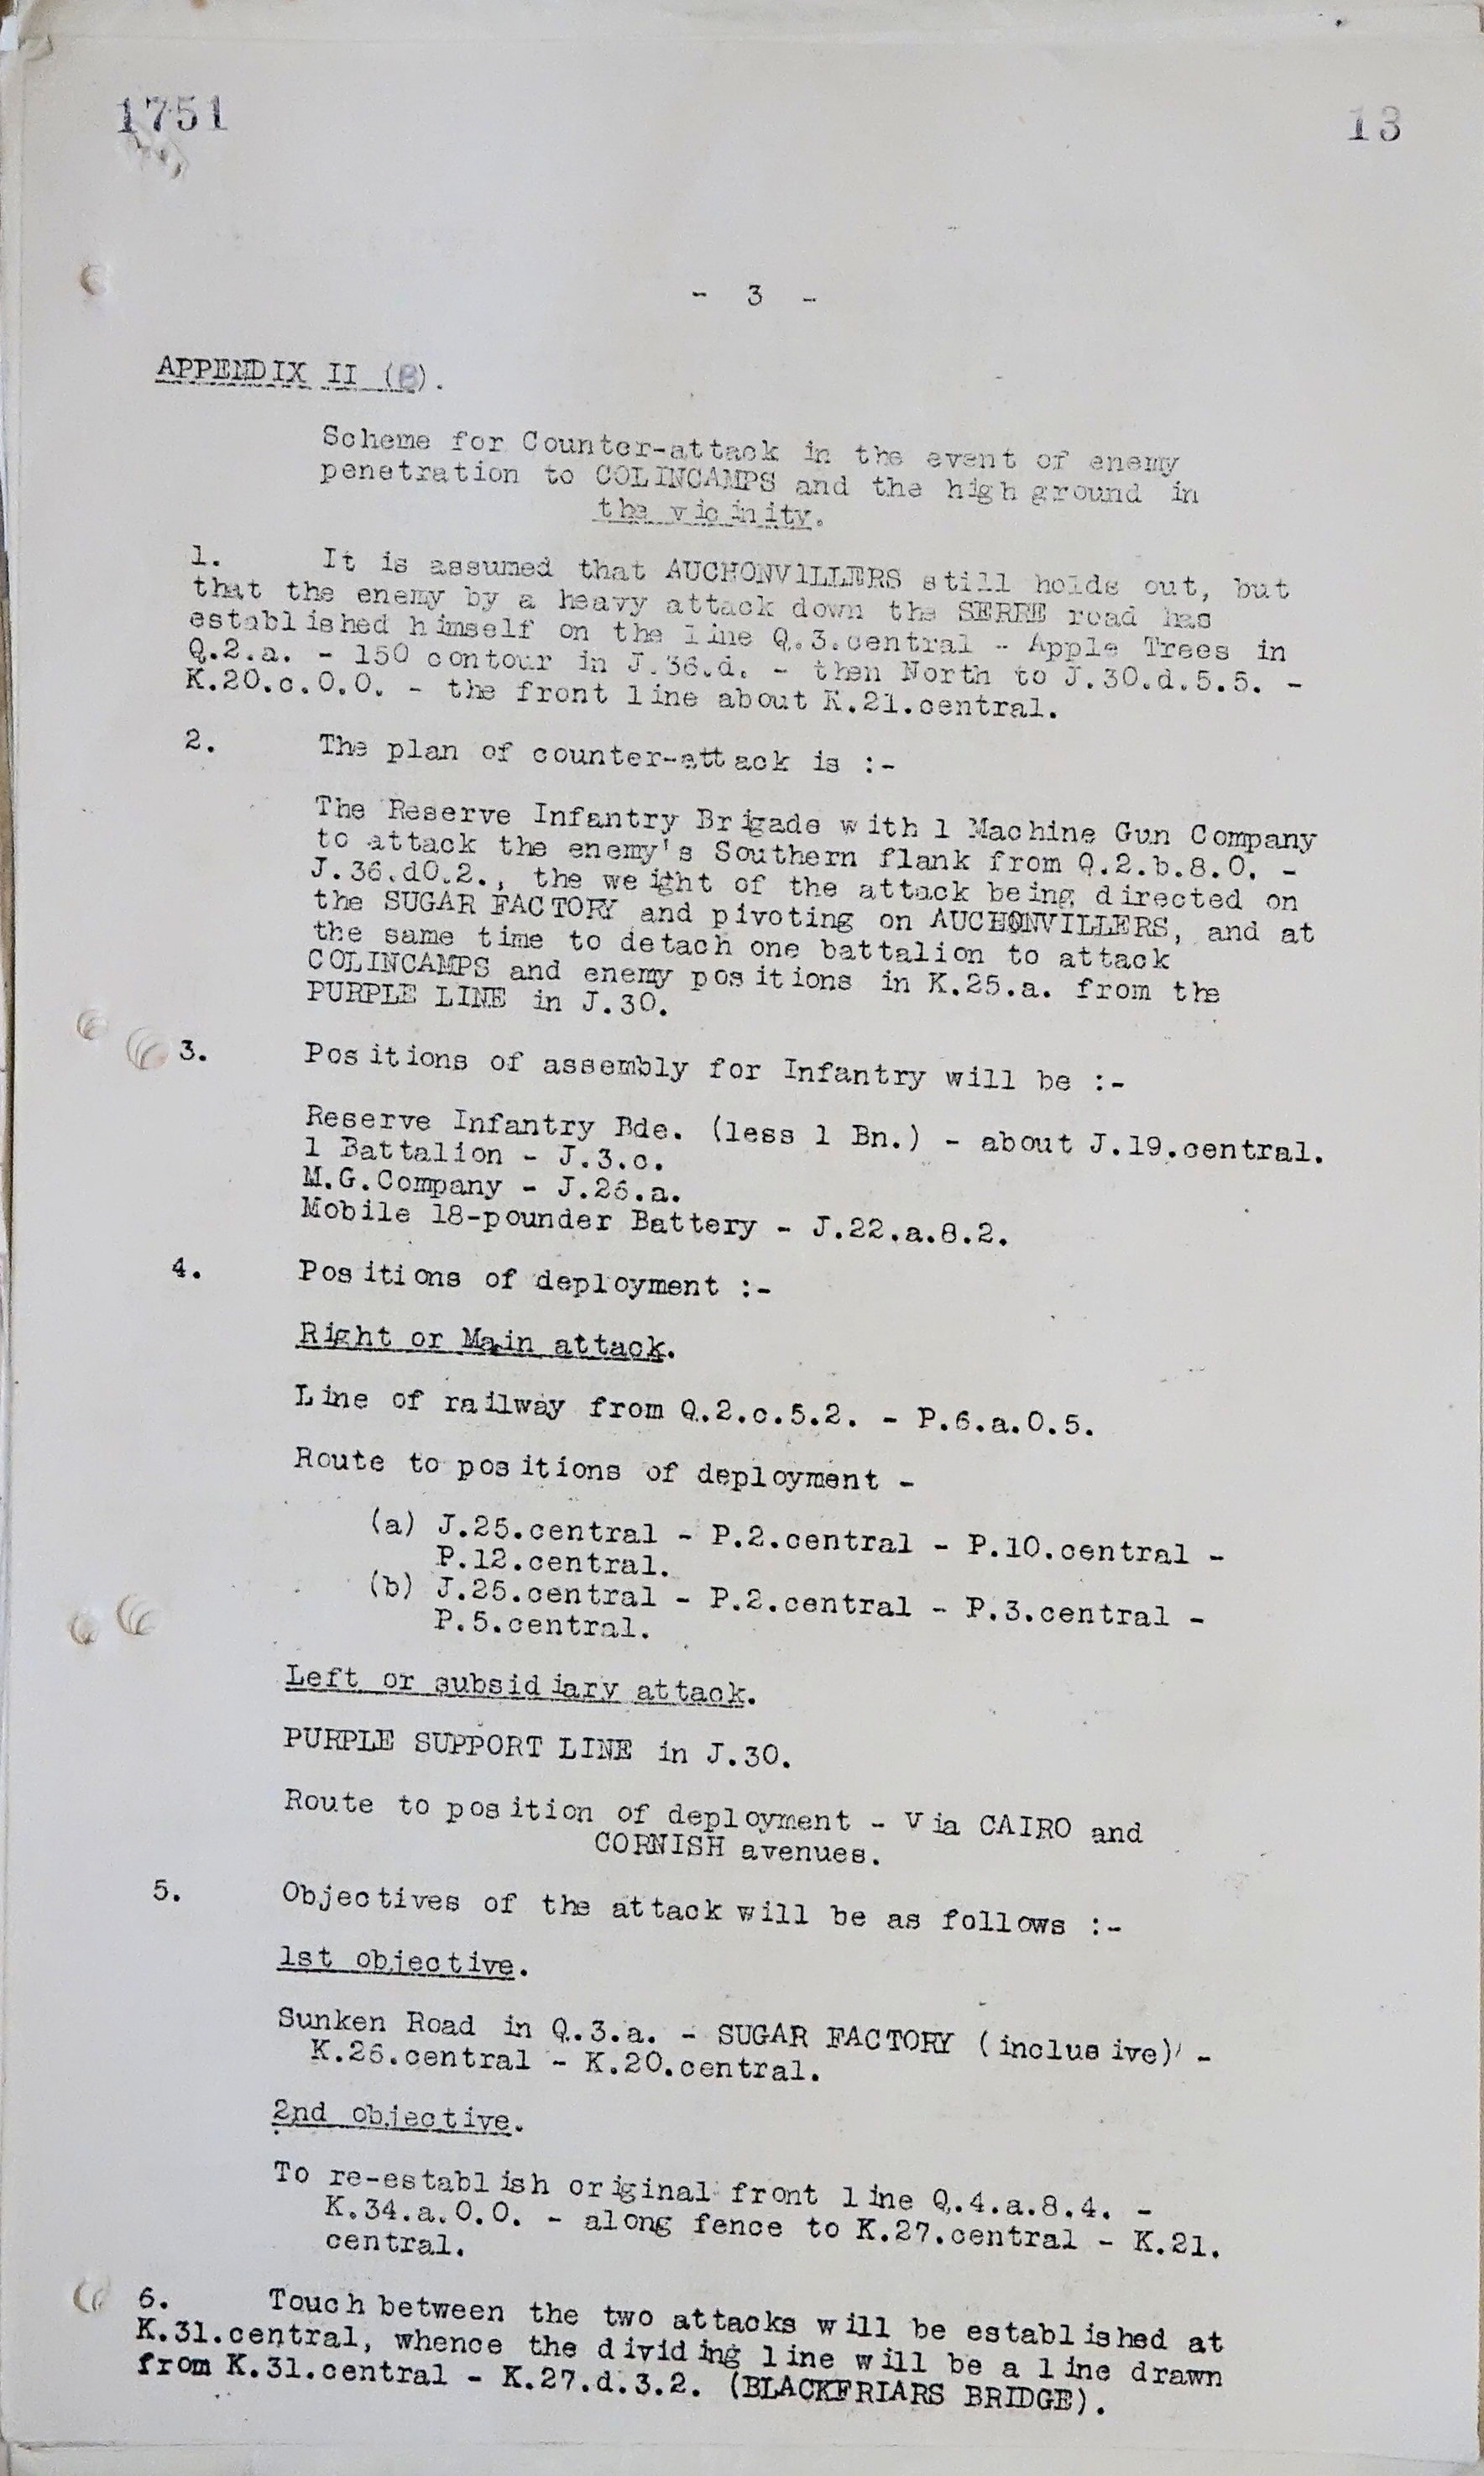 1751
13
- 3 -
APPENDIX II (B).
Scheme for Counter-attack in the event of enemy
penetration to COLINCAMPS and the high ground in
the vicinity.
1. It is assumed that AUCHONVILLERS still holds out, but
that the enemy by a heavy attack down the SERRE road has
established himself on the line Q.3.central - Apple Trees in
Q.2.a. - 150 contour in J.36.d. - then North to J.30.d.5.5. -
K.20.c.0.0. - the front line about K.21.central.
2. The plan of counter-attack is :-
The Reserve Infantry Brigade with 1 Machine Gun Company
to attack the enemy's Southern flank from Q.2.b.8.0. -
J.36.d0.2., the weight of the attack being directed on
the SUGAR FACTORY and pivoting on AUCHONVILLERS, and at
the same time to detach one battalion to attack
COLINCAMPS and enemy positions in K.25.a. from the
PURPLE LINE in J.30.
3. Positions of assembly for Infantry will be :-
Reserve Infantry Bde. (less 1 Bn.) - about J.19.central.
1 Battalion - J.3.c.
M.G.Company - J.26.a.
Mobile 18-pounder Battery - J.22.a.8.2.
4. Positions of deployment :-
Right or Main attack.
Line of railway from Q.2.c.5.2. - P.6.a.0.5.
Route to positions of deployment -
(a) J.25.central - P.2.central - P.10.central -
P.12.central.
(b) J.25.central - P.2.central - P.3.central -
P.5.central.
Left or subsidiary attack.
PURPLE SUPPORT LINE in J.30.
Route to position of deployment - Via CAIRO and
CORNISH avenues.
5. Objectives of the attack will be as follows :-
1st objective.
Sunken Road in Q.3.a. - SUGAR FACTORY (inclusive) -
K.26.central - K.20.central.
2nd objective.
To re-establish original front line Q.4.a.8.4. -
K.34.a.0.0. - along fence to K.27.central - K.21.
central.
6. Touch between the two attacks will be established at
K.31.central, whence the dividing line will be a line drawn
from K.31.central - K.27.d.3.2. (BLACKFRIARS BRIDGE).